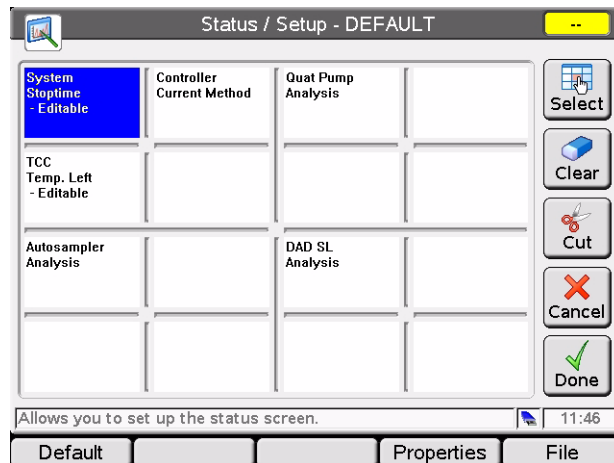 Status / Setup - DEFAULT
--
System
Stoptime
- Editable
Controller
Current Method
Quat Pump
Analysis
Select
Clear
TCC
Temp. Left
- Editable
Cut
Autosampler
Analysis
DAD SL
Analysis
Cancel
Done
Allows you to set up the status screen.
11:46
Default
Properties
File